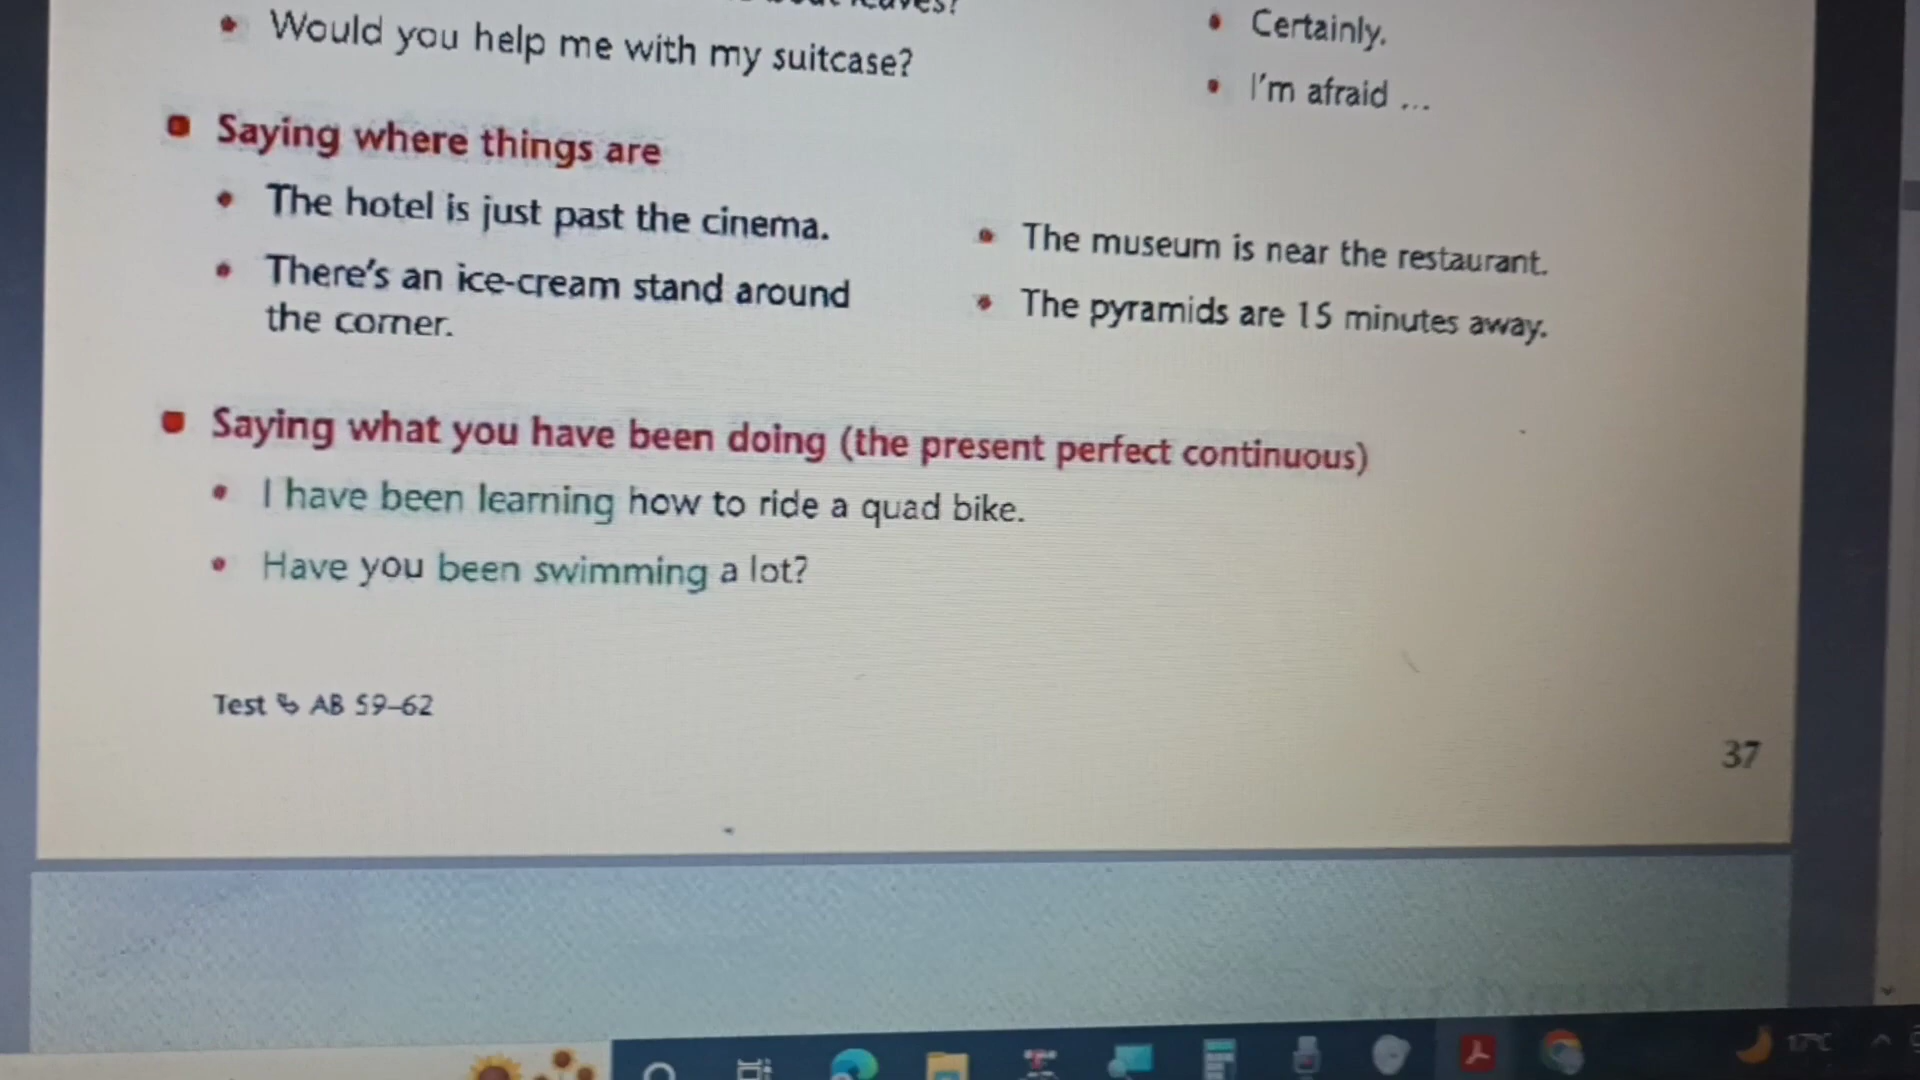 Would you help me with my suitcase?
Certainly.
I'm afraid ...
Saying where things are
The hotel is just past the cinema.
There's an ice-cream stand around
the corner.
The museum is near the restaurant.
The pyramids are 15 minutes away.
Saying what you have been doing (the present perfect continuous)
I have been learning how to ride a quad bike.
Have you been swimming a lot?
Test AB 59–62
37
17°C